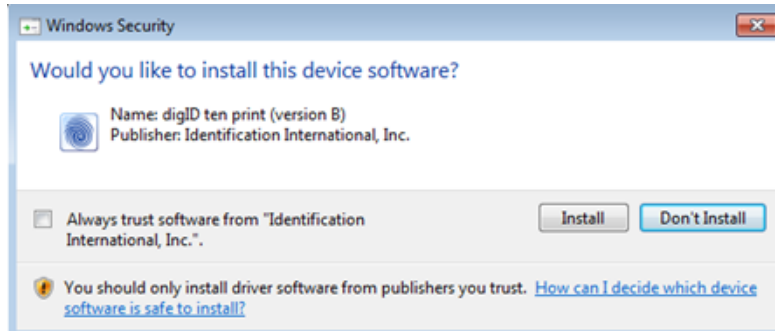 Windows Security
Would you like to install this device software?
Name: digID ten print (version B)
Publisher: Identification International, Inc.
Always trust software from "Identification
International, Inc.".
Install
Don't Install
You should only install driver software from publishers you trust. How can I decide which device
software is safe to install?